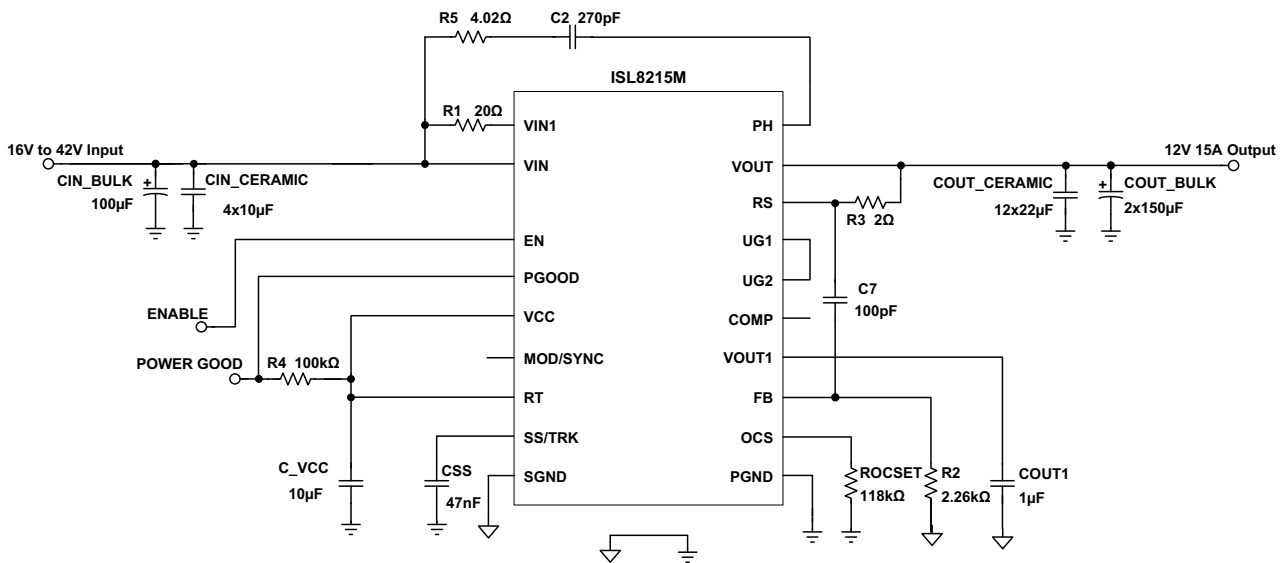 R5 4.02Ω
C2 270pF
ISL8215M
R1 20Ω
VIN1
PH
16V to 42V Input
VIN
VOUT
12V 15A Output
CIN_BULK
+
100µF
CIN_CERAMIC
4x10µF
RS
R3 2Ω
COUT_CERAMIC
12x22µF
+
COUT_BULK
2x150µF
EN
UG1
PGOOD
UG2
C7
100pF
ENABLE
VCC
COMP
POWER GOOD
R4 100kΩ
MOD/SYNC
VOUT1
RT
FB
SS/TRK
OCS
C_VCC
10µF
CSS
47nF
SGND
PGND
ROCSET
118kΩ
R2
2.26kΩ
COUT1
1µF